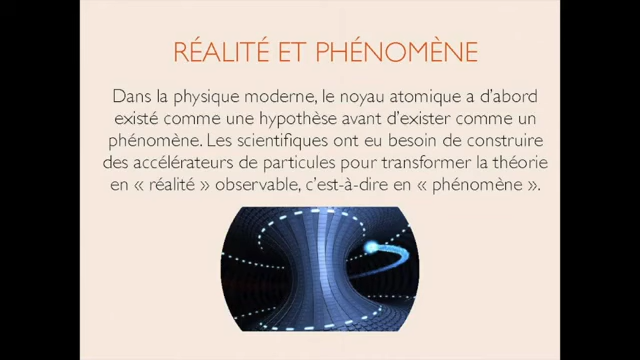 RÉALITÉ ET PHÉNOMÈNE
Dans la physique moderne, le noyau atomique a d'abord
existé comme une hypothèse avant d'exister comme un
phénomène. Les scientifiques ont eu besoin de construire
des accélérateurs de particules pour transformer la théorie
en « réalité » observable, c'est-à-dire en « phénomène ».